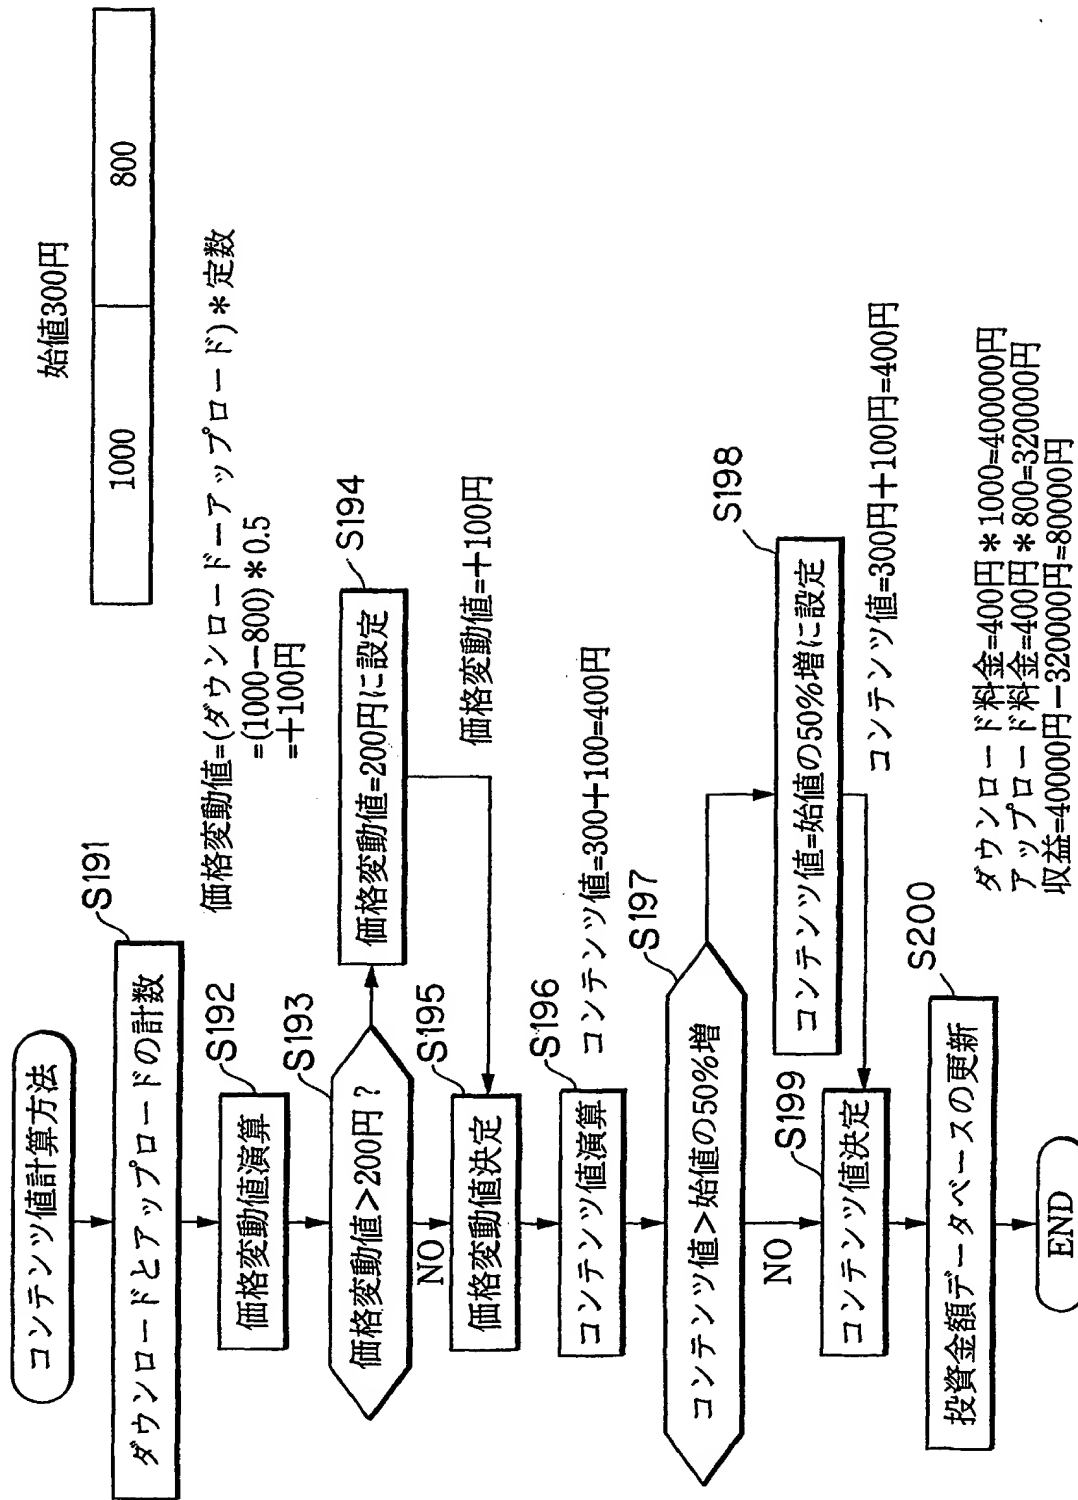 コンテンツ値計算方法
始値300円
1000
800
ダウンロードとアップロードの計数
S191
価格変動値演算
S192
価格変動値=(ダウンロードーアップロード)*定数
=(1000−800)*0.5
=+100円
価格変動値>200円?
S193
価格変動値=200円に設定
S194
NO
価格変動値決定
S195
価格変動値=+100円
コンテンツ値演算
S196
コンテンツ値=300+100=400円
コンテンツ値>始値の50%増
S197
コンテンツ値=始値の50%増に設定
S198
NO
コンテンツ値決定
S199
コンテンツ値=300円+100円=400円
投資金額データベースの更新
S200
ダウンロード料金=400円*1000=400000円
アップロード料金=400円*800=320000円
収益=40000円−320000円=80000円
END